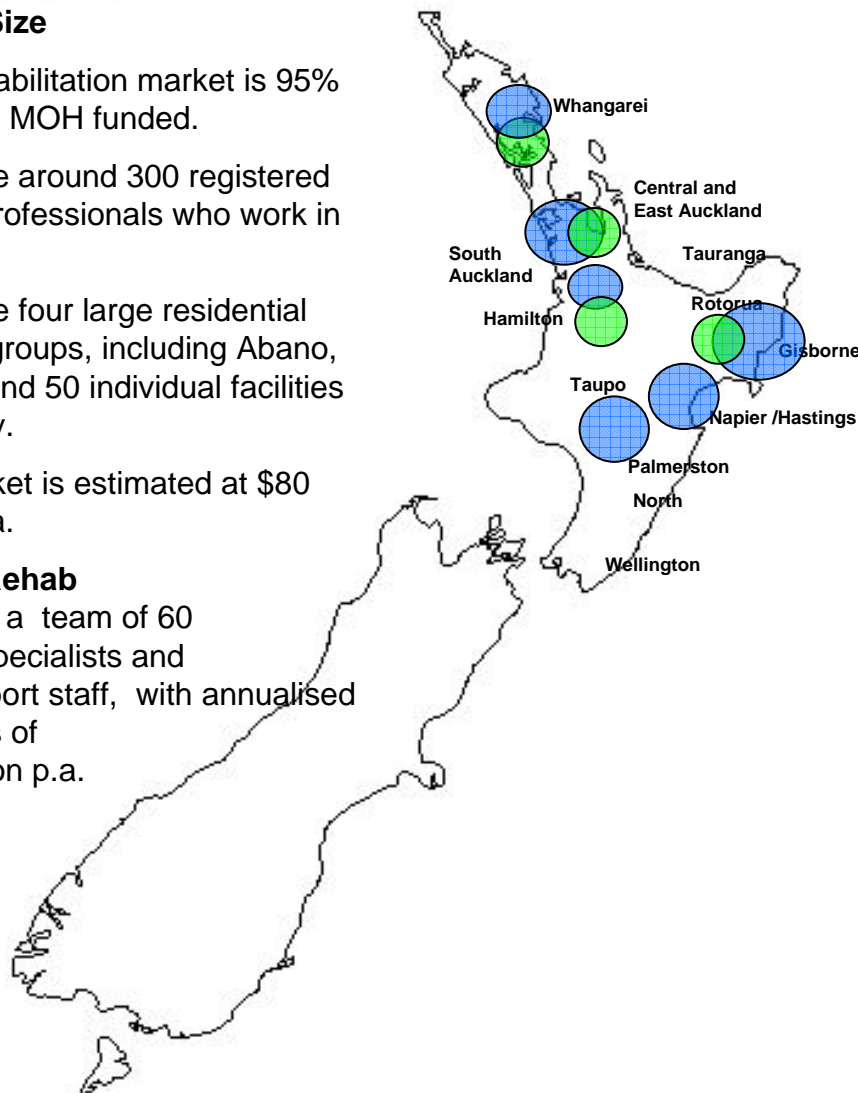 Size
abilitation market is 95%
MOH funded.
e around 300 registered
rofessionals who work in
e four large residential
groups, including Abano,
nd 50 individual facilities
y.
ket is estimated at $80
a.
Rehab
a team of 60
pecialists and
port staff, with annualised
s of
on p.a.
Whangarei
Central and
East Auckland
South
Auckland
Tauranga
Hamilton
Rotorua
Gisborne
Taupo
Napier /Hastings
Palmerston
North
Wellington